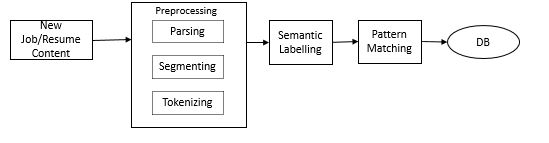 New
Job/Resume
Content
Preprocessing
Parsing
Segmenting
Tokenizing
Semantic
Labelling
Pattern
Matching
DB